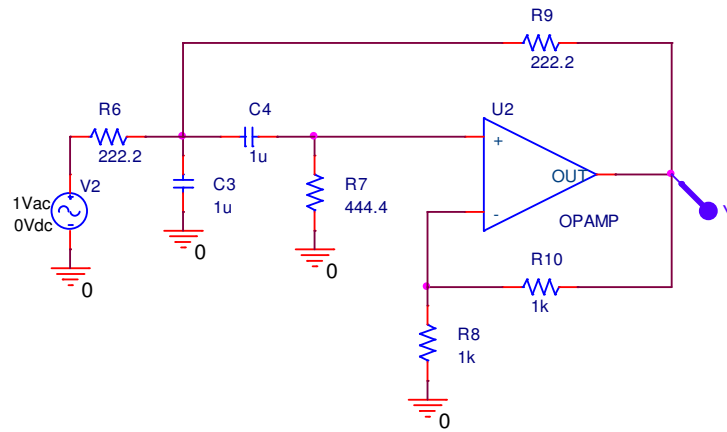 R9
222.2
R6
222.2
C4
1u
U2
+
OUT
-
OPAMP
V2
1Vac
0Vdc
+
-
0
C3
1u
0
R7
444.4
0
R10
1k
R8
1k
0
V